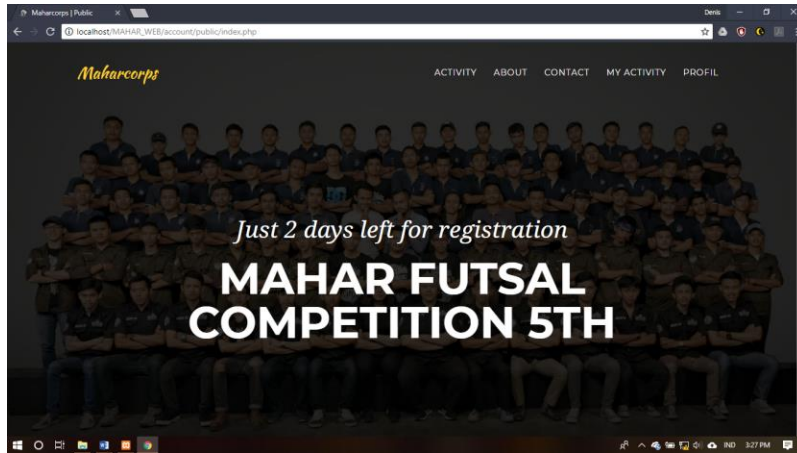 Maharcorps | Public
Denis
localhost/MAHAR_WEB/account/public/index.php
Maharcorps
ACTIVITY ABOUT CONTACT MY ACTIVITY PROFIL
Just 2 days left for registration
MAHAR FUTSAL
COMPETITION 5TH
IND 3:27 PM